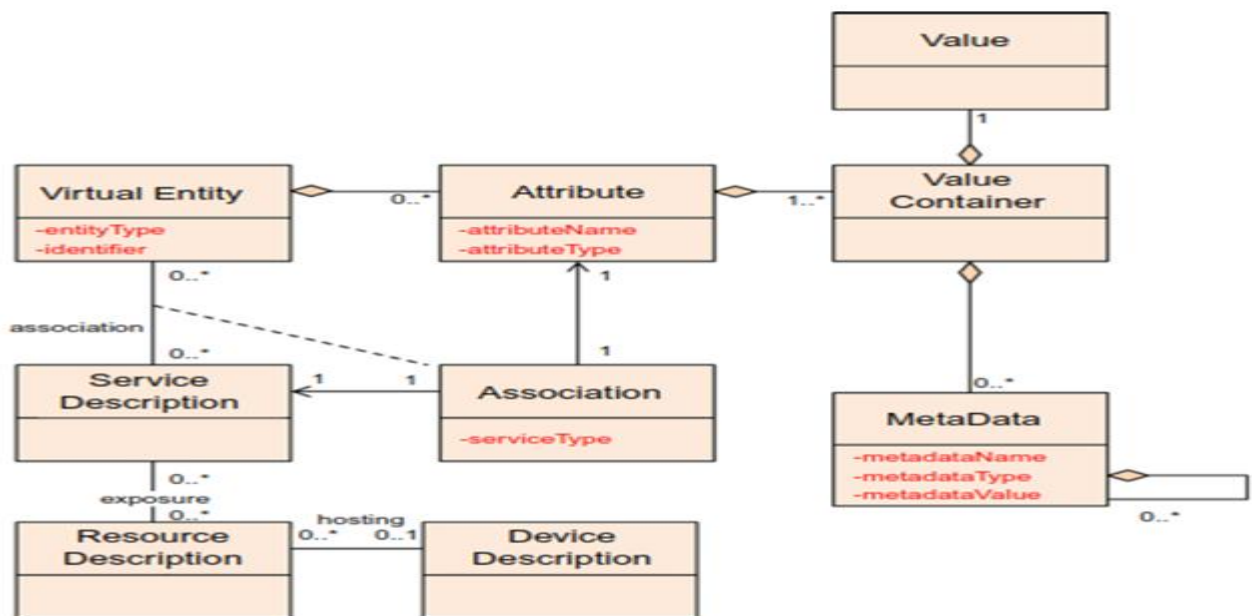 Value
1
Virtual Entity
-entityType
-identifier
0..*
Attribute
-attributeName
-attributeType
1..*
Value
Container
0..*
association
0..*
1
1
Service
Description
1
1
Association
-serviceType
0..*
MetaData
-metadataName
-metadataType
-metadataValue
0..*
0..*
exposure
0..*
Resource
Description
hosting
0..*
0..1
Device
Description